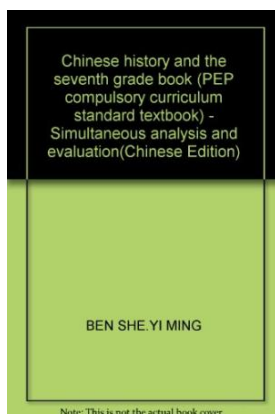 Chinese history and the
seventh grade book (PEP
compulsory curriculum
standard textbook) -
Simultaneous analysis and
evaluation(Chinese Edition)
BEN SHE.YI MING
Note: This is not the actual book cover